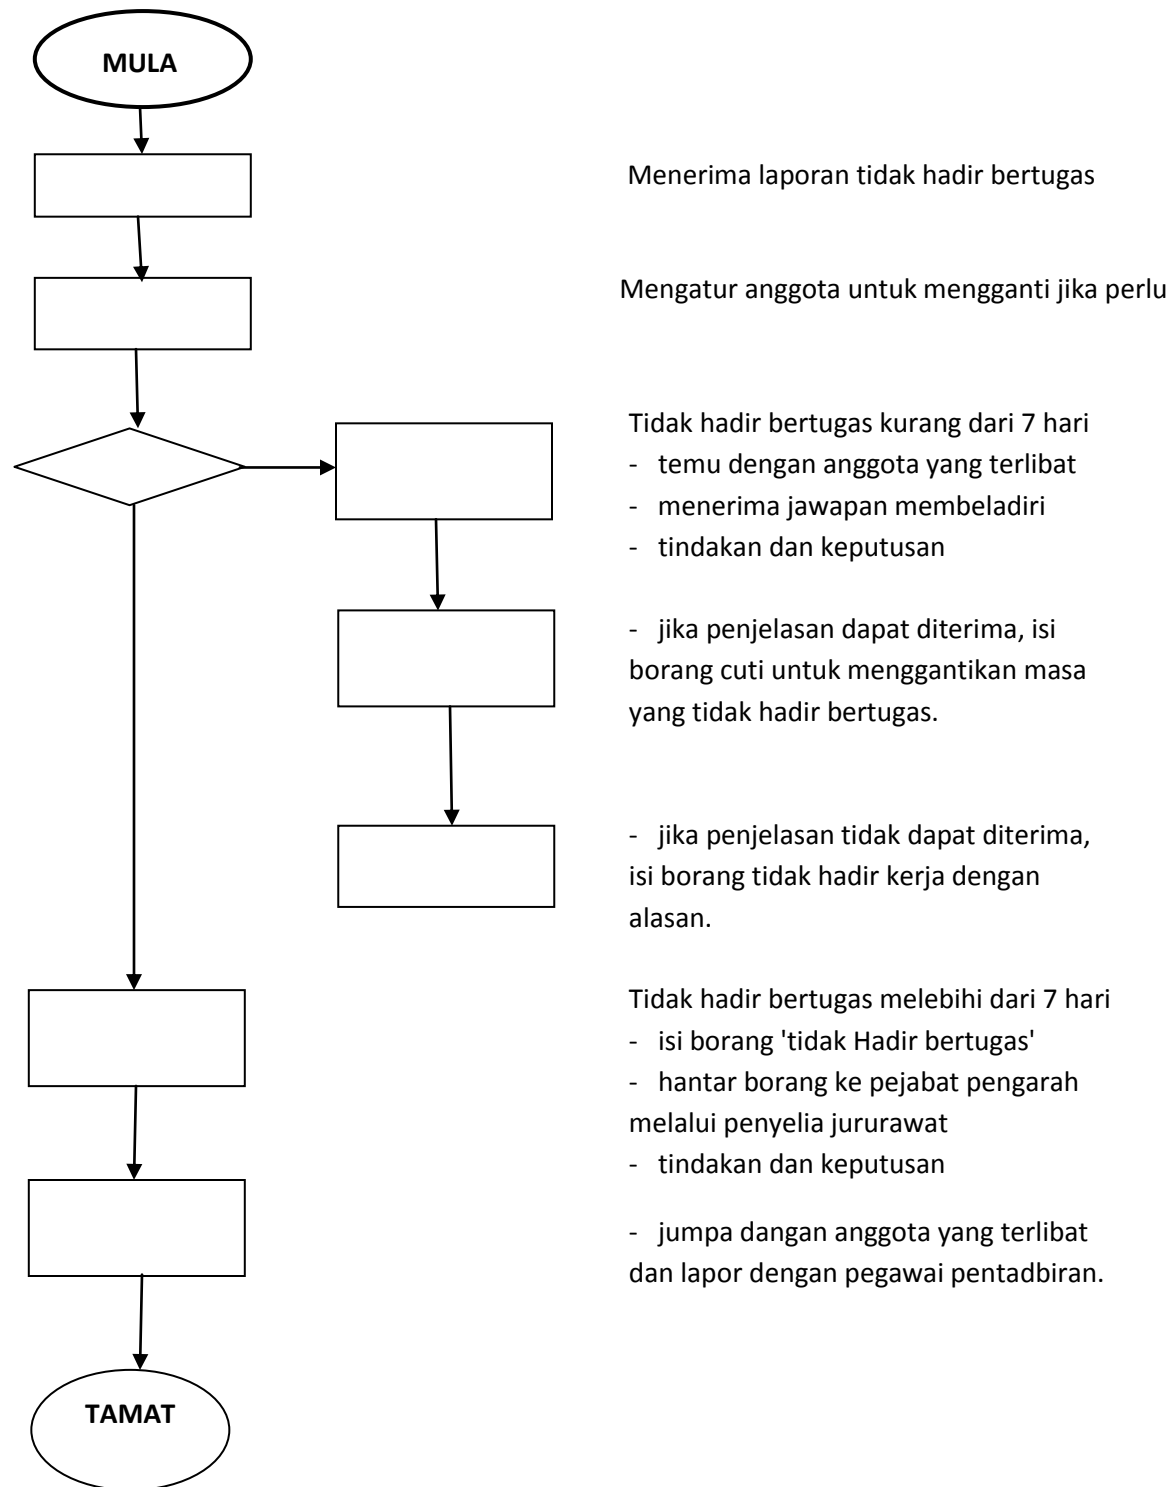 MULA
Menerima laporan tidak hadir bertugas
Mengatur anggota untuk mengganti jika perlu
Tidak hadir bertugas kurang dari 7 hari
- temu dengan anggota yang terlibat
- menerima jawapan membeladiri
- tindakan dan keputusan
- jika penjelasan dapat diterima, isi
borang cuti untuk menggantikan masa
yang tidak hadir bertugas.
- jika penjelasan tidak dapat diterima,
isi borang tidak hadir kerja dengan
alasan.
Tidak hadir bertugas melebihi dari 7 hari
- isi borang 'tidak Hadir bertugas'
- hantar borang ke pejabat pengarah
melalui penyelia jururawat
- tindakan dan keputusan
- jumpa dangan anggota yang terlibat
dan lapor dengan pegawai pentadbiran.
TAMAT